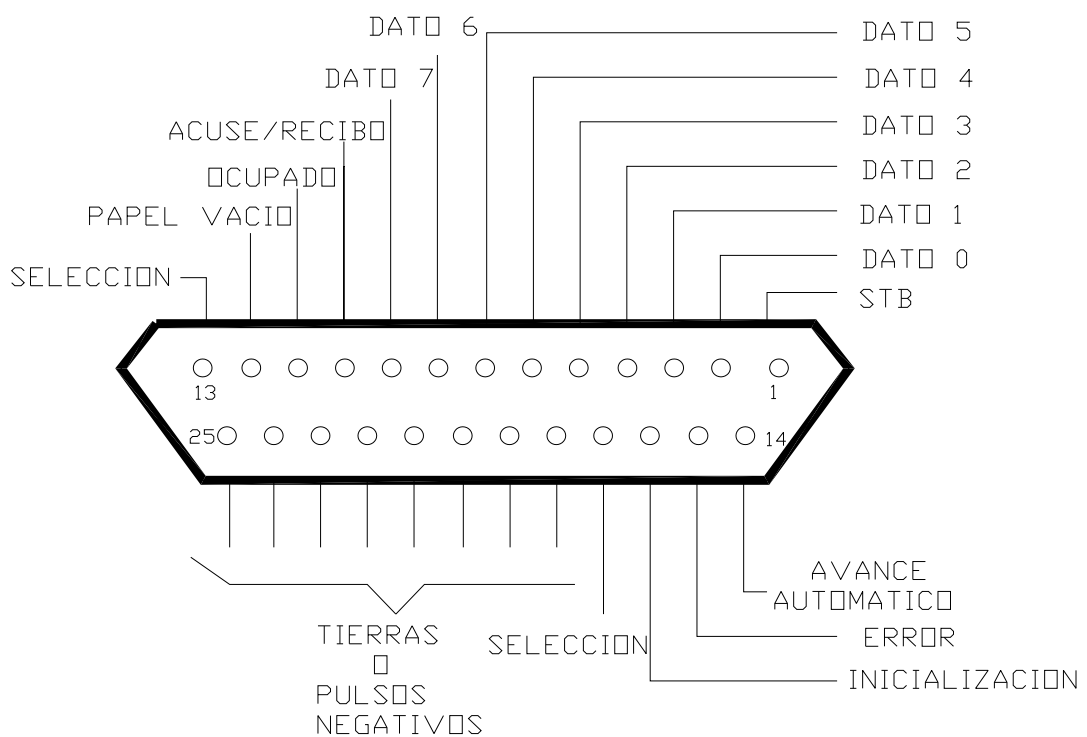 DATO 6
DATO 5
DATO 7
DATO 4
ACUSE/RECIBO
DATO 3
OCUPADO
DATO 2
PAPEL VACIO
DATO 1
SELECCION
DATO 0
STB
13
1
25
14
AVANCE
AUTOMATICO
TIERRAS
O
PULSOS
NEGATIVOS
SELECCION
ERROR
INICIALIZACION